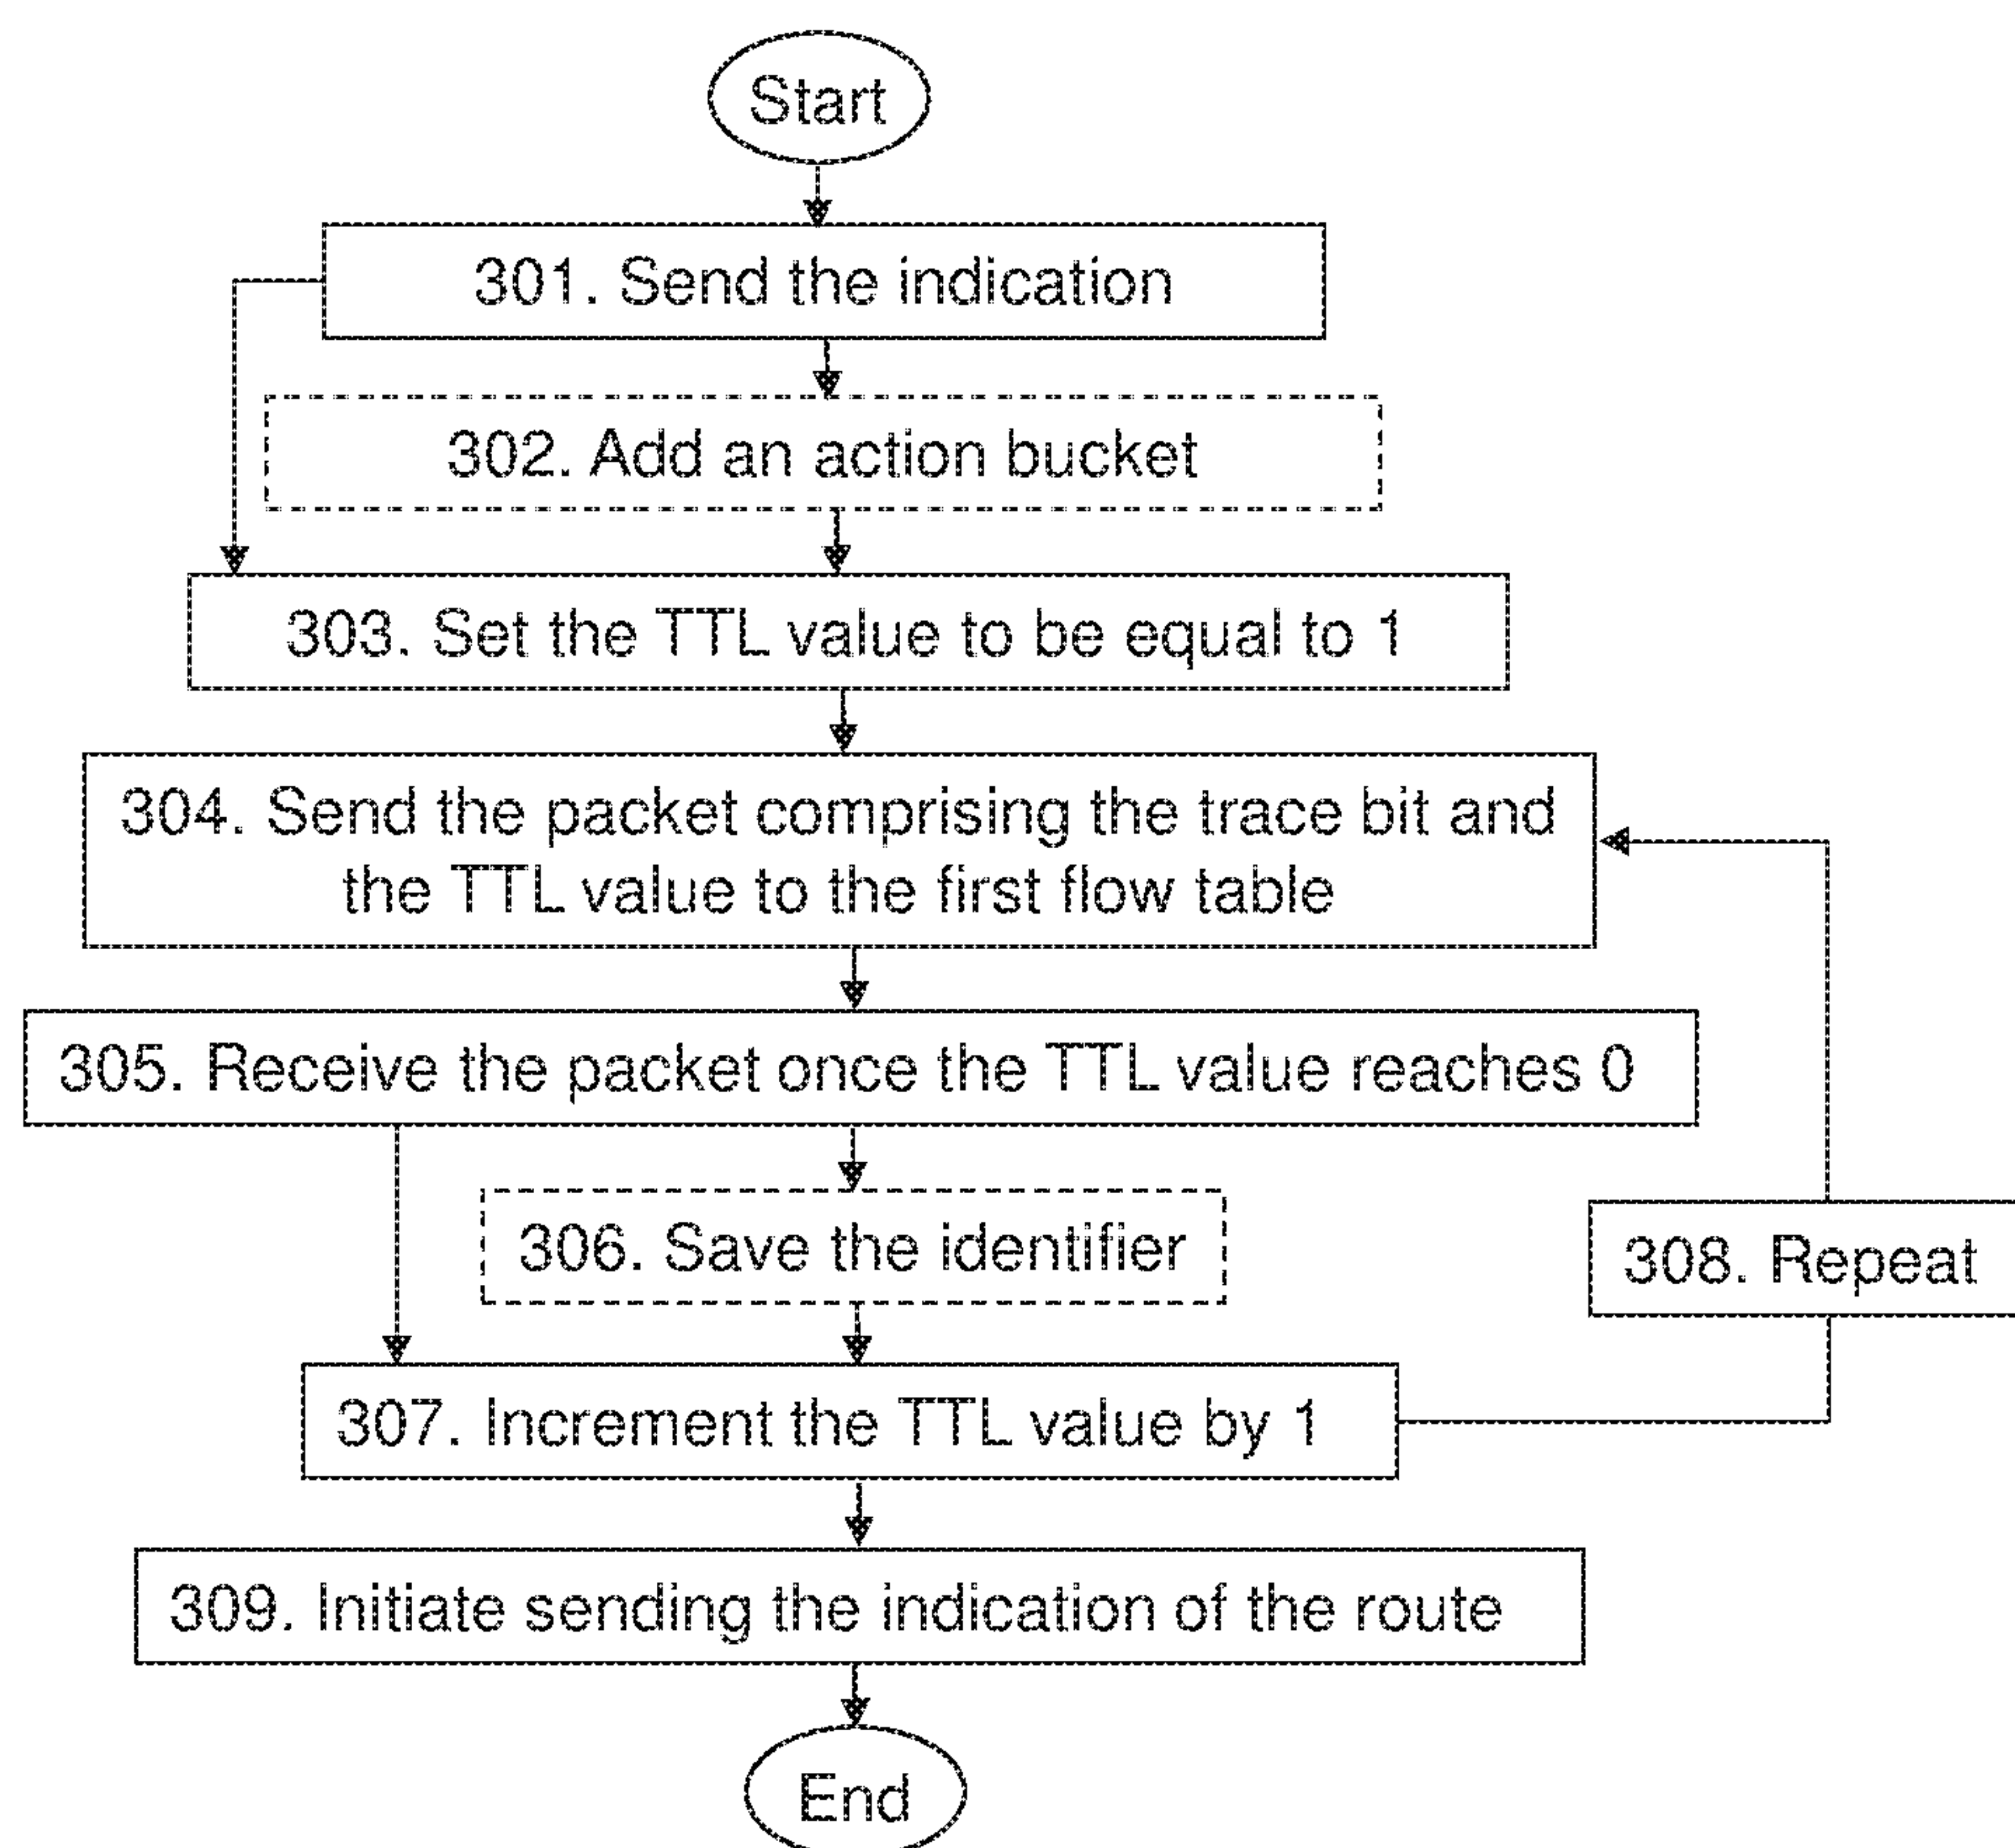 Start
301. Send the indication
302. Add an action bucket
303. Set the TTL value to be equal to 1
304. Send the packet comprising the trace bit and
the TTL value to the first flow table
305. Receive the packet once the TTL value reaches 0
306. Save the identifier
308. Repeat
307. Increment the TTL value by 1
309. Initiate sending the indication of the route
End